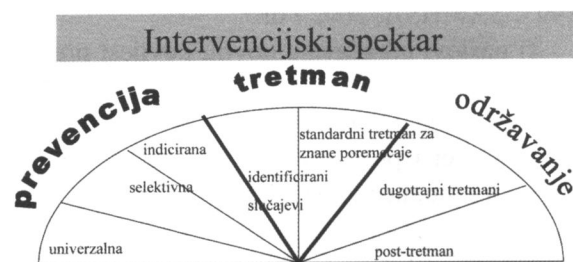 Intervencijski spektar
prevencija
tretman
održavanje
univerzalna
selektivna
indicirana
identificirani
slučajevi
standardni tretman za
znane poremećaje
dugotrajni tretmani
post-tretman